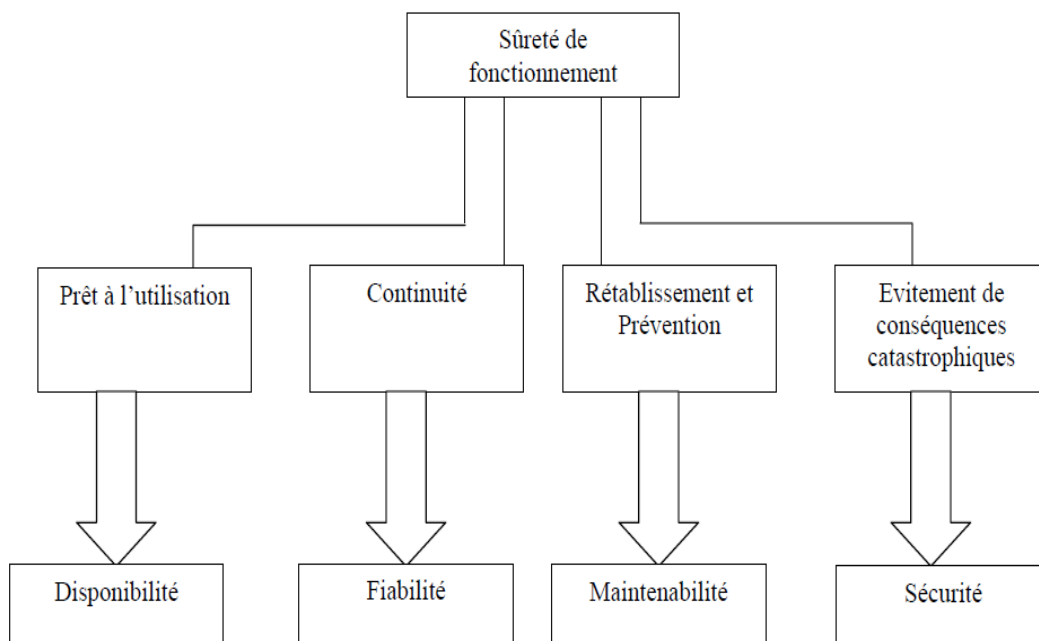 Sûreté de
fonctionnement
Prêt à l’utilisation
Continuité
Rétablissement et
Prévention
Evitement de
conséquences
catastrophiques
Disponibilité
Fiabilité
Maintenabilité
Sécurité